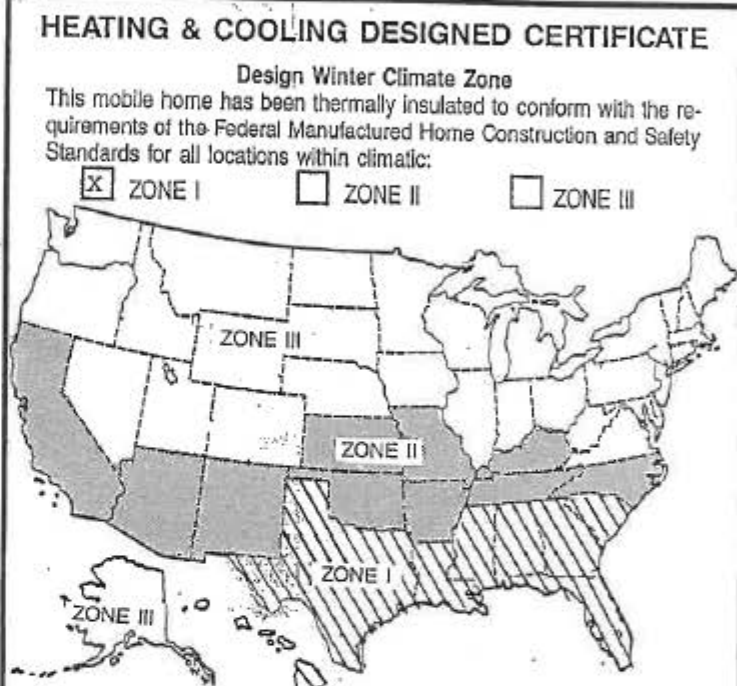 HEATING & COOLING DESIGNED CERTIFICATE
Design Winter Climate Zone
This mobile home has been thermally insulated to conform with the re-
quirements of the Federal Manufactured Home Construction and Safety
Standards for all locations within climatic:
X ZONE I ZONE II ZONE III
ZONE III
ZONE II
ZONE I
ZONE III